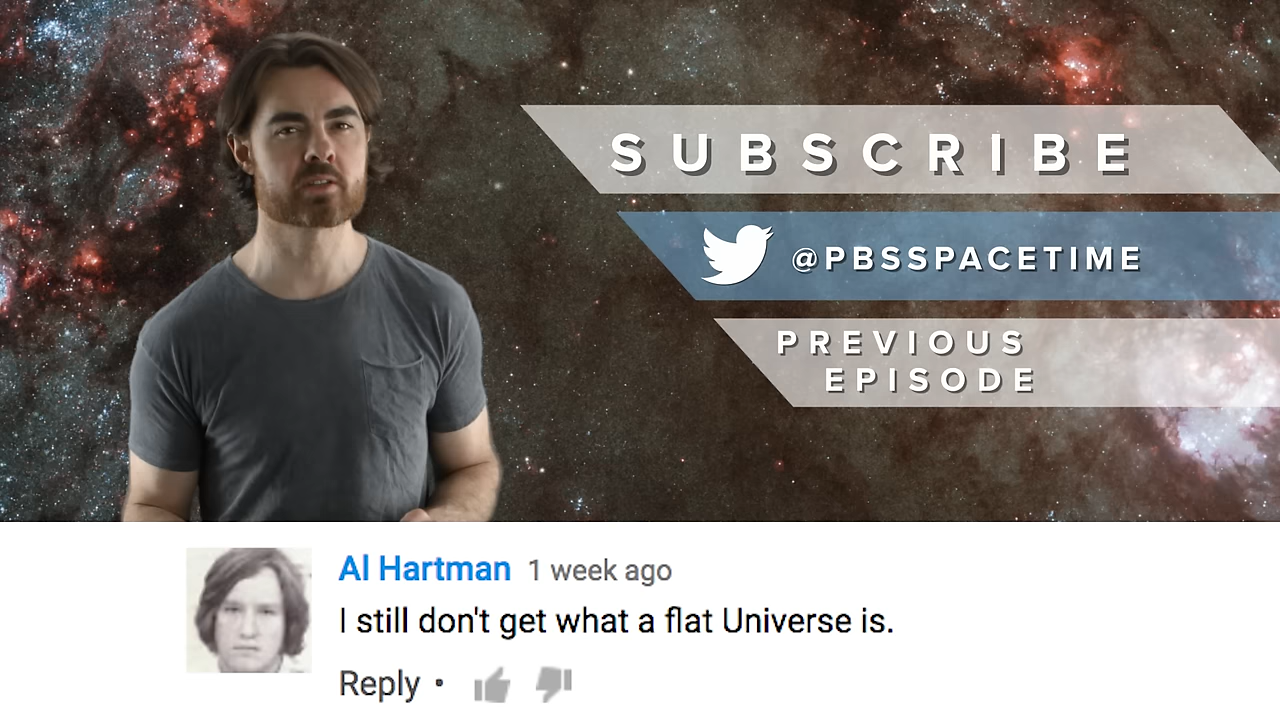 SUBSCRIBE
@PBSSPACETIME
PREVIOUS
EPISODE
Al Hartman 1 week ago
I still don't get what a flat Universe is.
Reply •